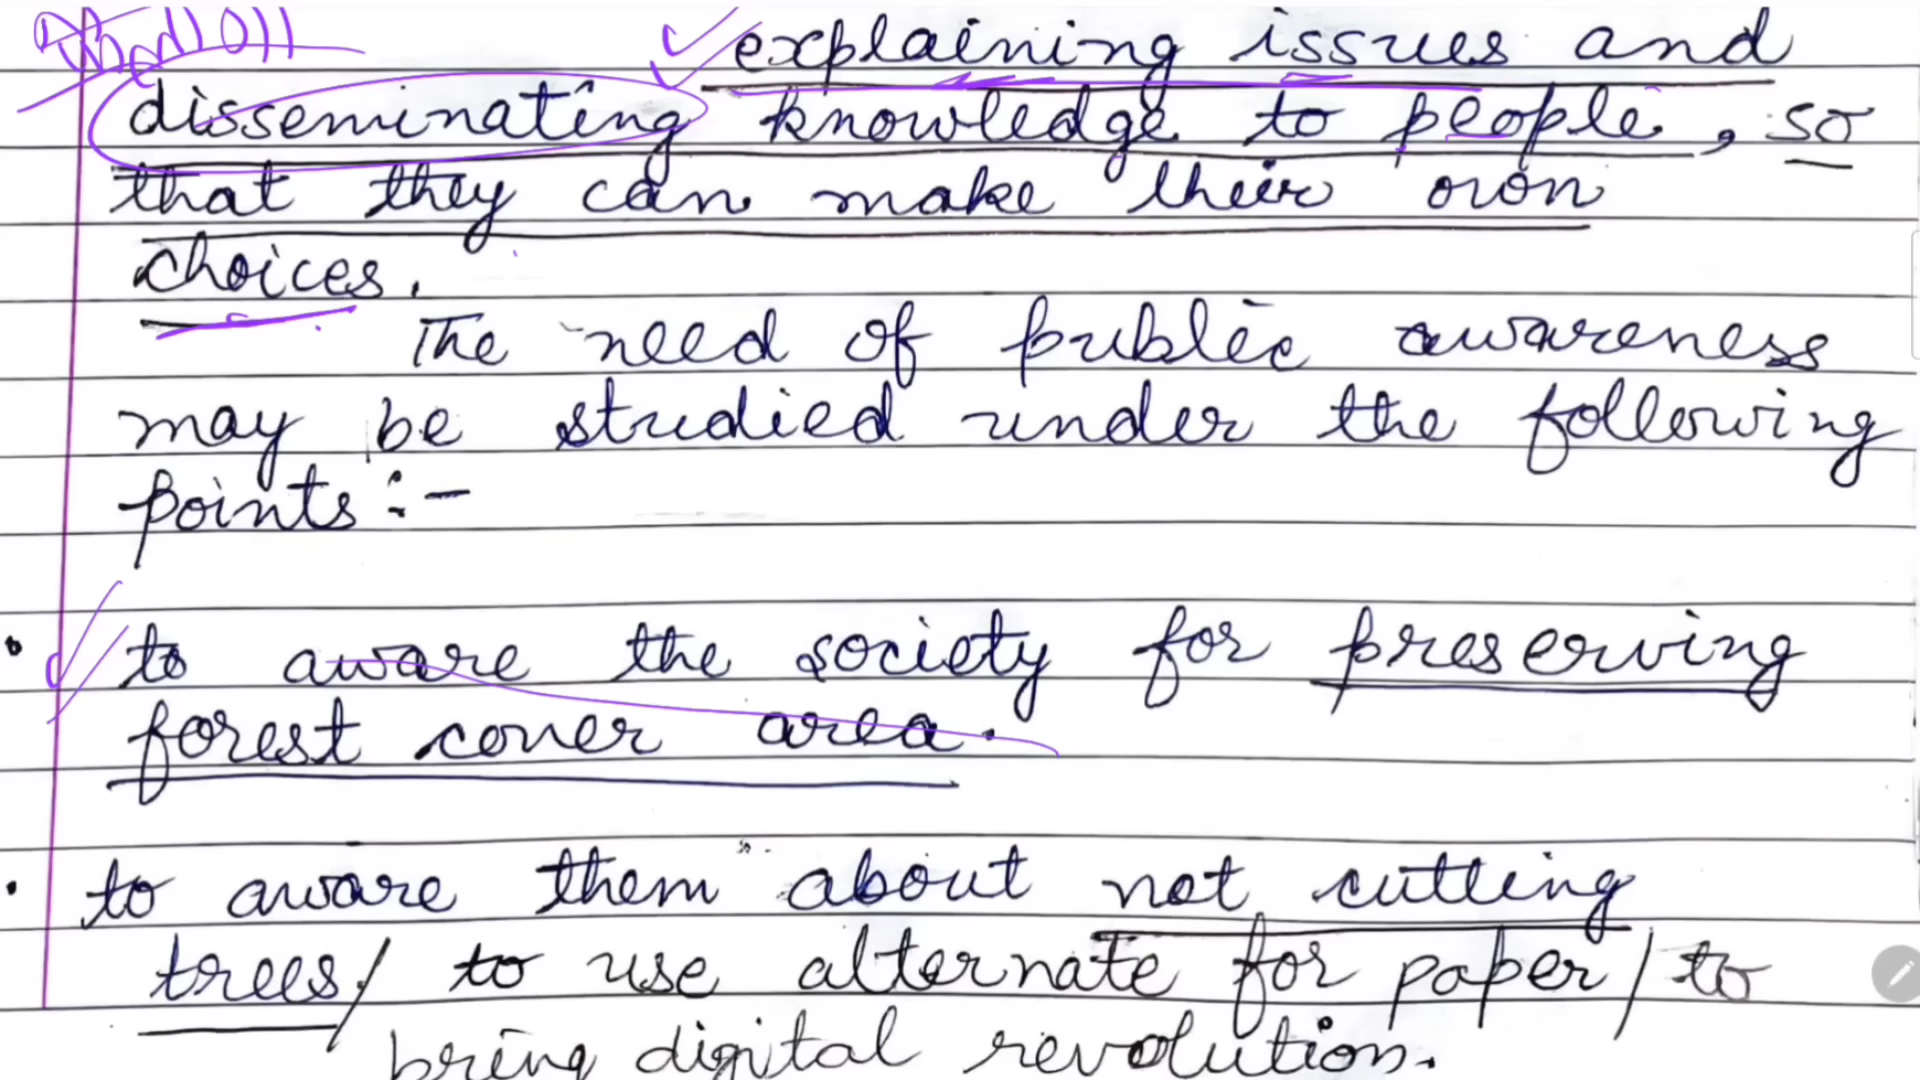 explaining issues and
disseminating knowledge to people, so
that they can make their own
choices.
The need of public awareness
may be studied under the following
points :-
• to aware the society for preserving
forest cover area.
• to aware them about not cutting
trees/ to use alternate for paper/ to
bring digital revolution.